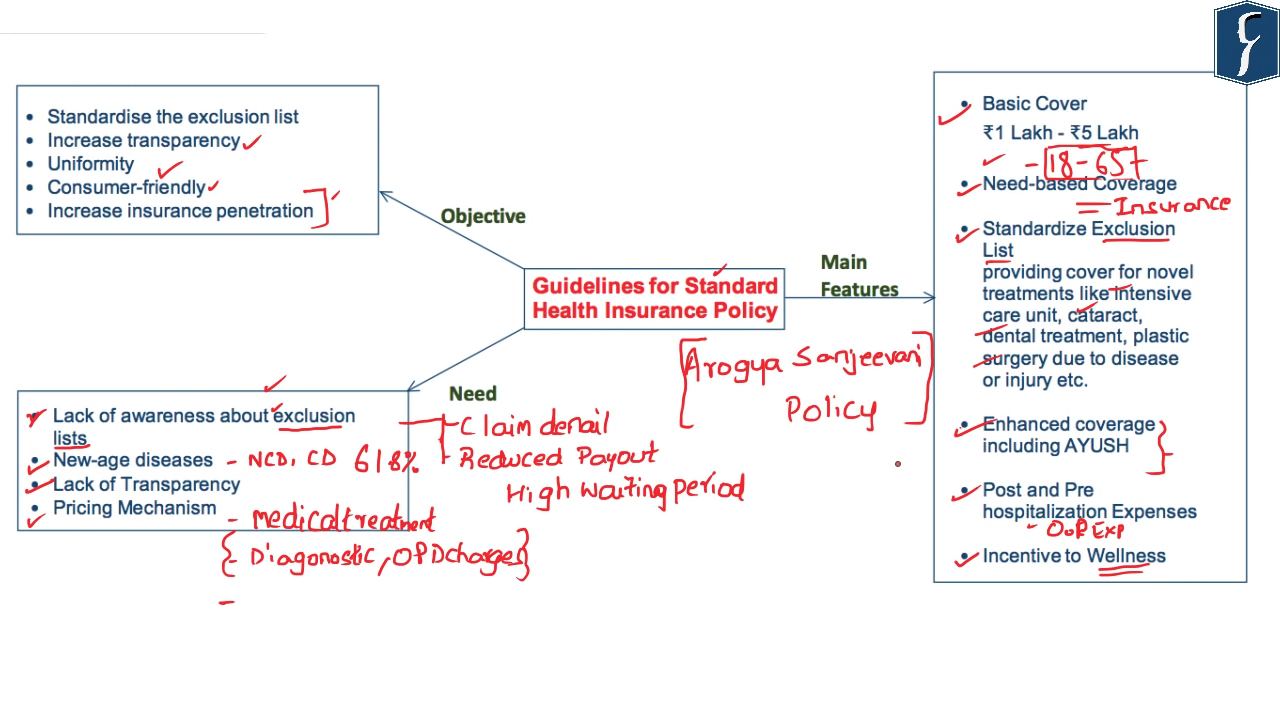 Standardise the exclusion list
Increase transparency
Uniformity
Consumer-friendly
Increase insurance penetration
Objective
Guidelines for Standard
Health Insurance Policy
Main
Features
Arogya Sanjeevani
Policy
Need
Lack of awareness about exclusion
lists
New-age diseases - NCD, CD 61.8%
Lack of Transparency
Pricing Mechanism
Claim denail
Reduced Payout
High waiting period
- medical treatment
- Diagonostic, OPD charges
Basic Cover
₹1 Lakh - ₹5 Lakh
- 18-65
Need-based Coverage
= Insurance
Standardize Exclusion
List
providing cover for novel
treatments like intensive
care unit, cataract,
dental treatment, plastic
surgery due to disease
or injury etc.
Enhanced coverage
including AYUSH
Post and Pre
hospitalization Expenses
- OoP Exp
Incentive to Wellness